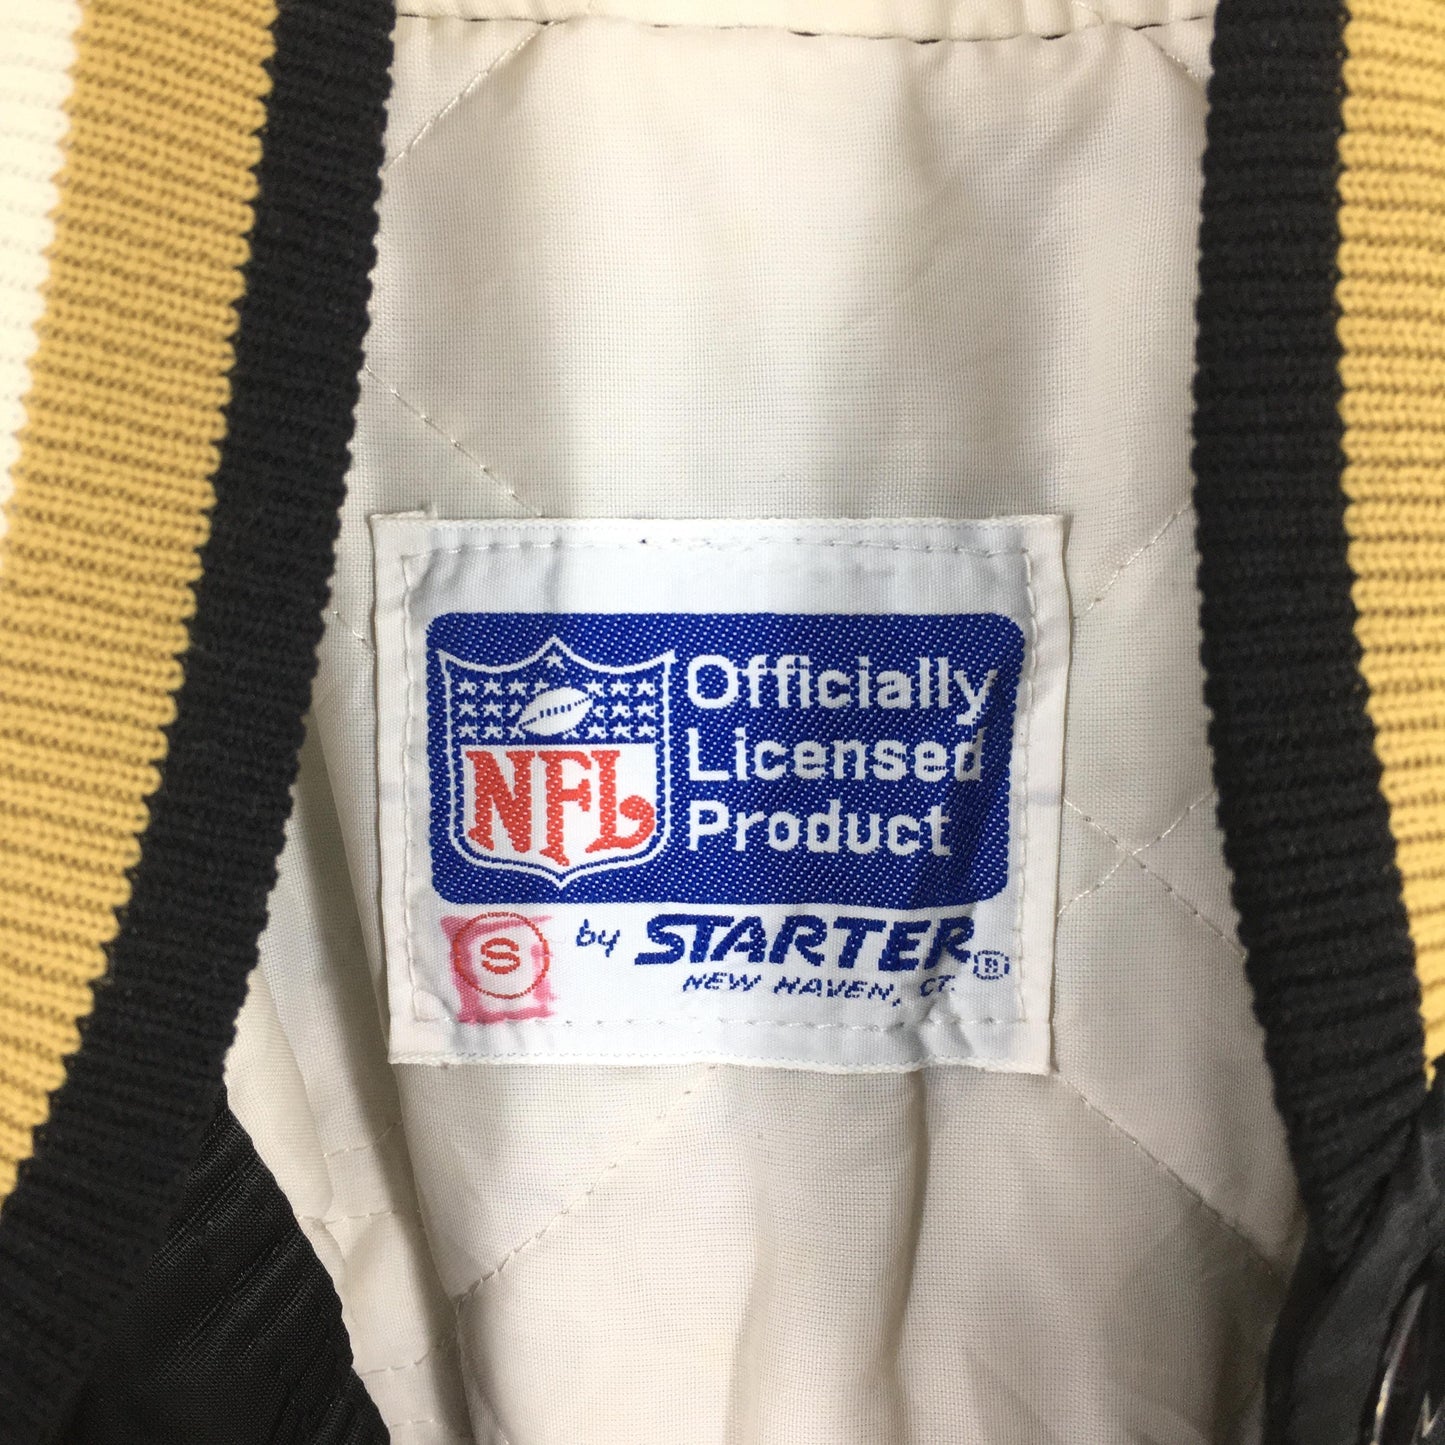 NFL
Officially
Licensed
Product
S
by STARTER®
NEW HAVEN, CT.